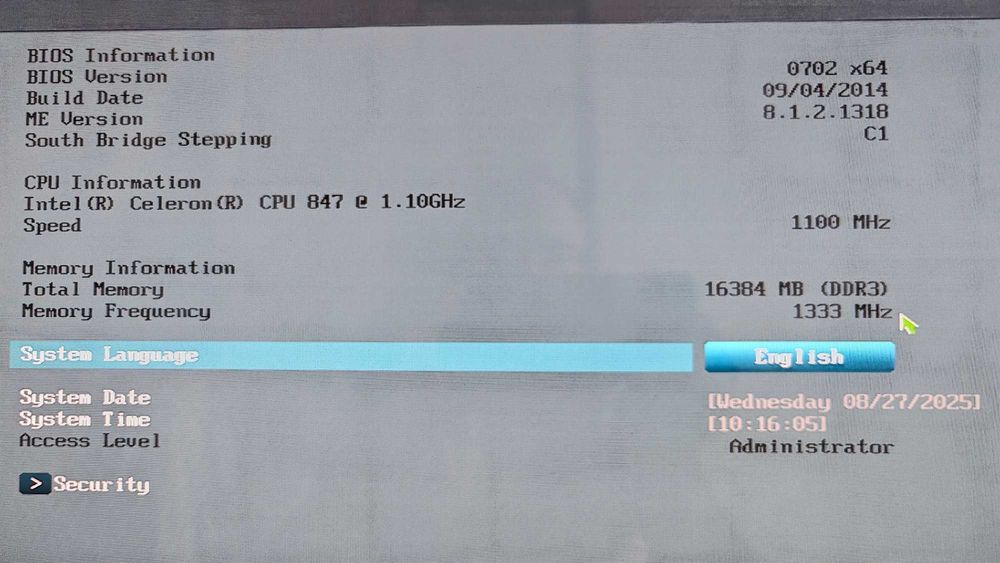 BIOS Information
BIOS Version 0702 x64
Build Date 09/04/2014
ME Version 8.1.2.1318
South Bridge Stepping C1
CPU Information
Intel(R) Celeron(R) CPU 847 @ 1.10GHz
Speed 1100 MHz
Memory Information
Total Memory 16384 MB (DDR3)
Memory Frequency 1333 MHz
System Language English
System Date [Wednesday 08/27/2025]
System Time [10:16:05]
Access Level Administrator
> Security